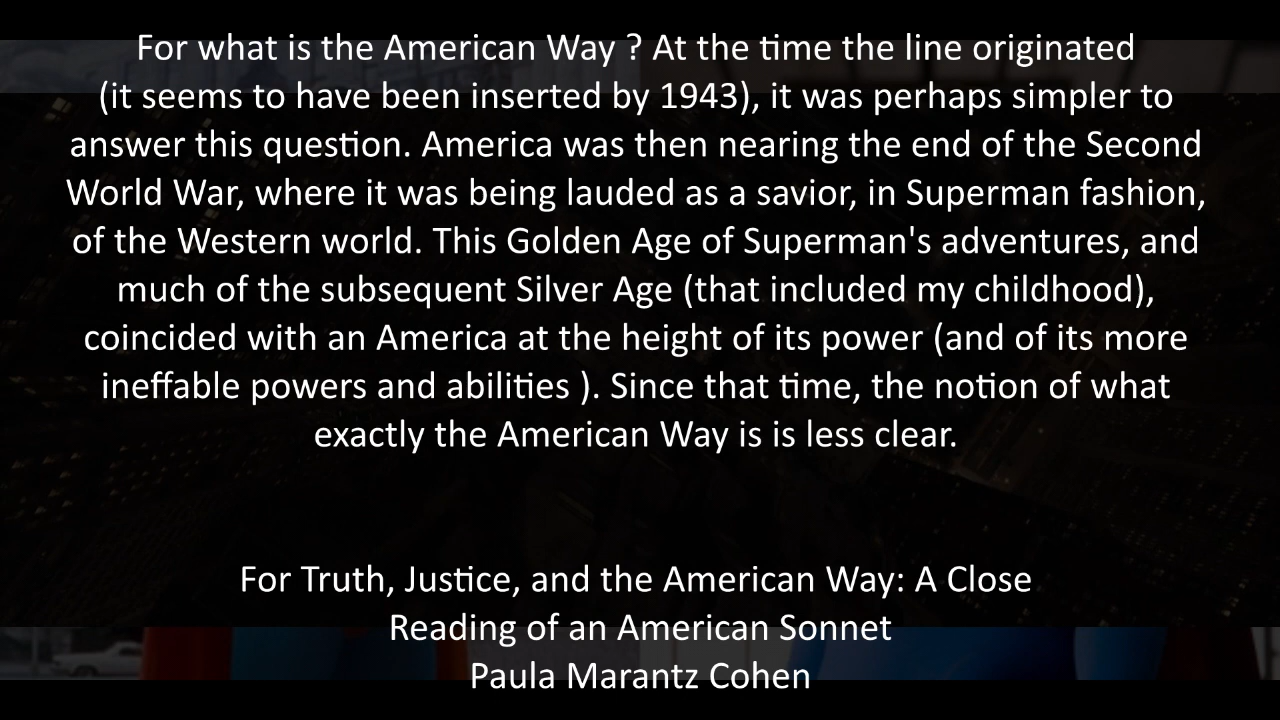 For what is the American Way ? At the time the line originated
(it seems to have been inserted by 1943), it was perhaps simpler to
answer this question. America was then nearing the end of the Second
World War, where it was being lauded as a savior, in Superman fashion,
of the Western world. This Golden Age of Superman's adventures, and
much of the subsequent Silver Age (that included my childhood),
coincided with an America at the height of its power (and of its more
ineffable powers and abilities ). Since that time, the notion of what
exactly the American Way is is less clear.
For Truth, Justice, and the American Way: A Close
Reading of an American Sonnet
Paula Marantz Cohen